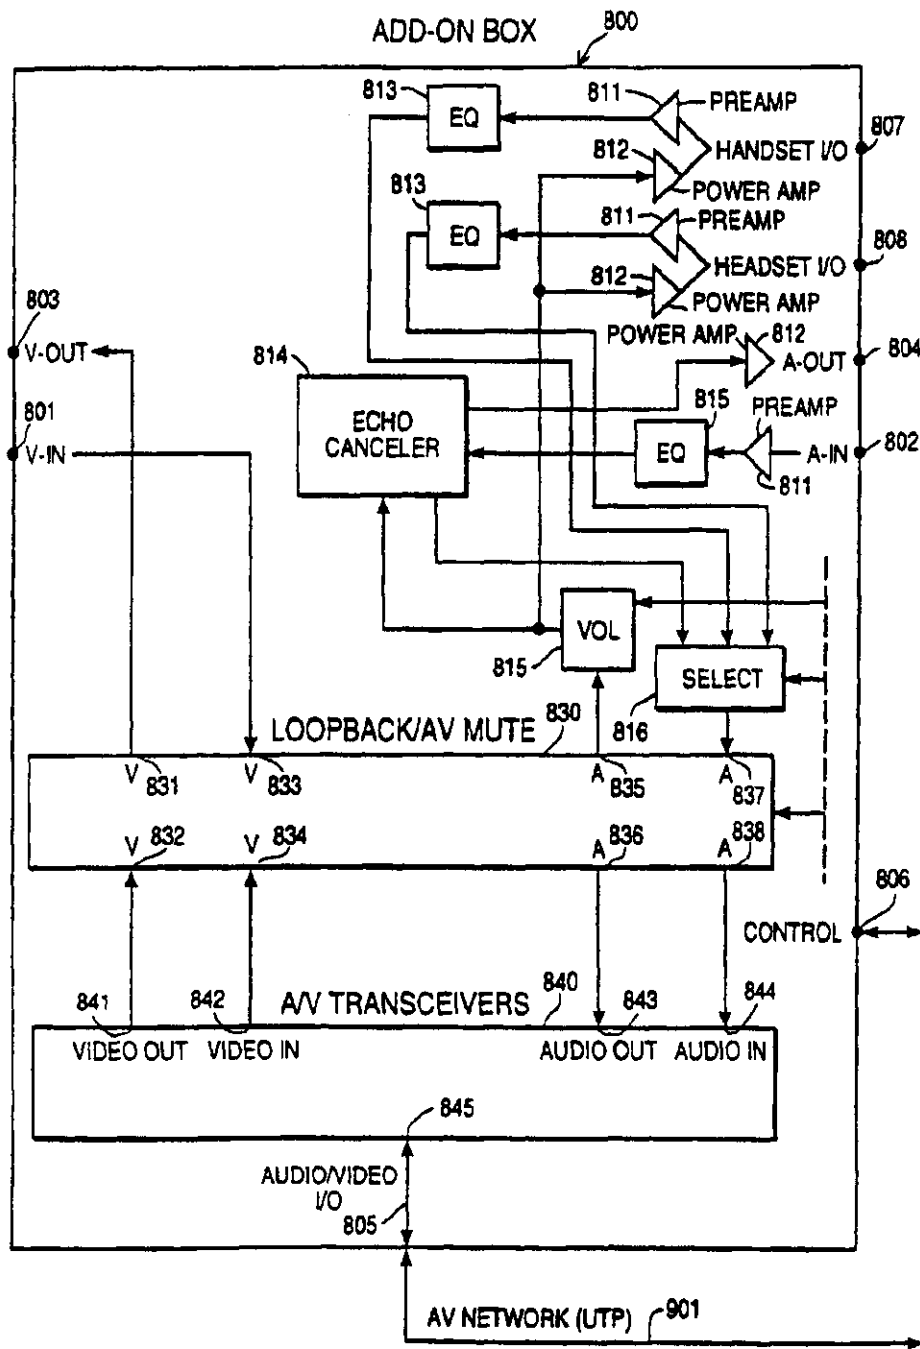 ADD-ON BOX
800
813
EQ
811
PREAMP
807
HANDSET I/O
812
POWER AMP
813
EQ
811
PREAMP
808
HEADSET I/O
812
POWER AMP
803
V-OUT
POWER AMP
812
A-OUT
804
814
ECHO
CANCELER
801
V-IN
815
EQ
PREAMP
A-IN
802
811
VOL
815
SELECT
816
LOOPBACK/AV MUTE
830
V
831
V
833
A
835
A
837
V
832
V
834
A
836
A
838
806
CONTROL
A/V TRANSCEIVERS
840
841
842
843
844
VIDEO OUT
VIDEO IN
AUDIO OUT
AUDIO IN
845
AUDIO/VIDEO
I/O
805
AV NETWORK (UTP)
901